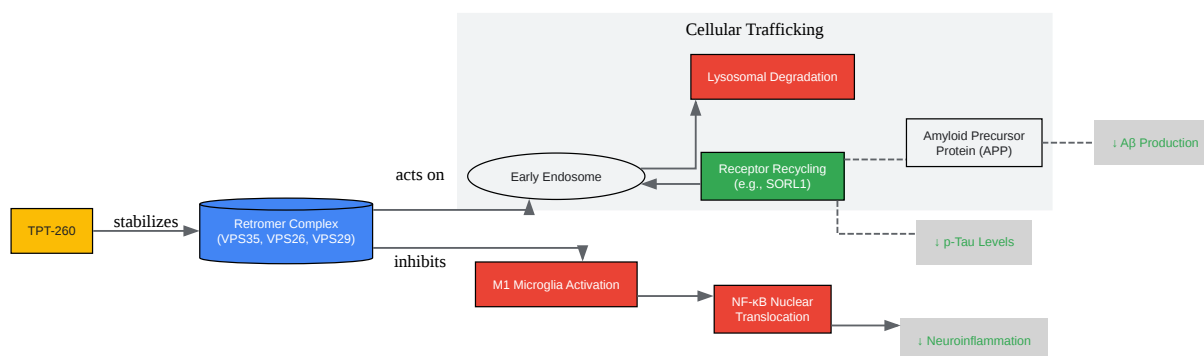 Cellular Trafficking
Lysosomal Degradation
Amyloid Precursor
Protein (APP)
↓ Aβ Production
Receptor Recycling
(e.g., SORL1)
acts on
Early Endosome
TPT-260
stabilizes
Retromer Complex
(VPS35, VPS26, VPS29)
↓ p-Tau Levels
inhibits
M1 Microglia Activation
NF-κB Nuclear
Translocation
↓ Neuroinflammation